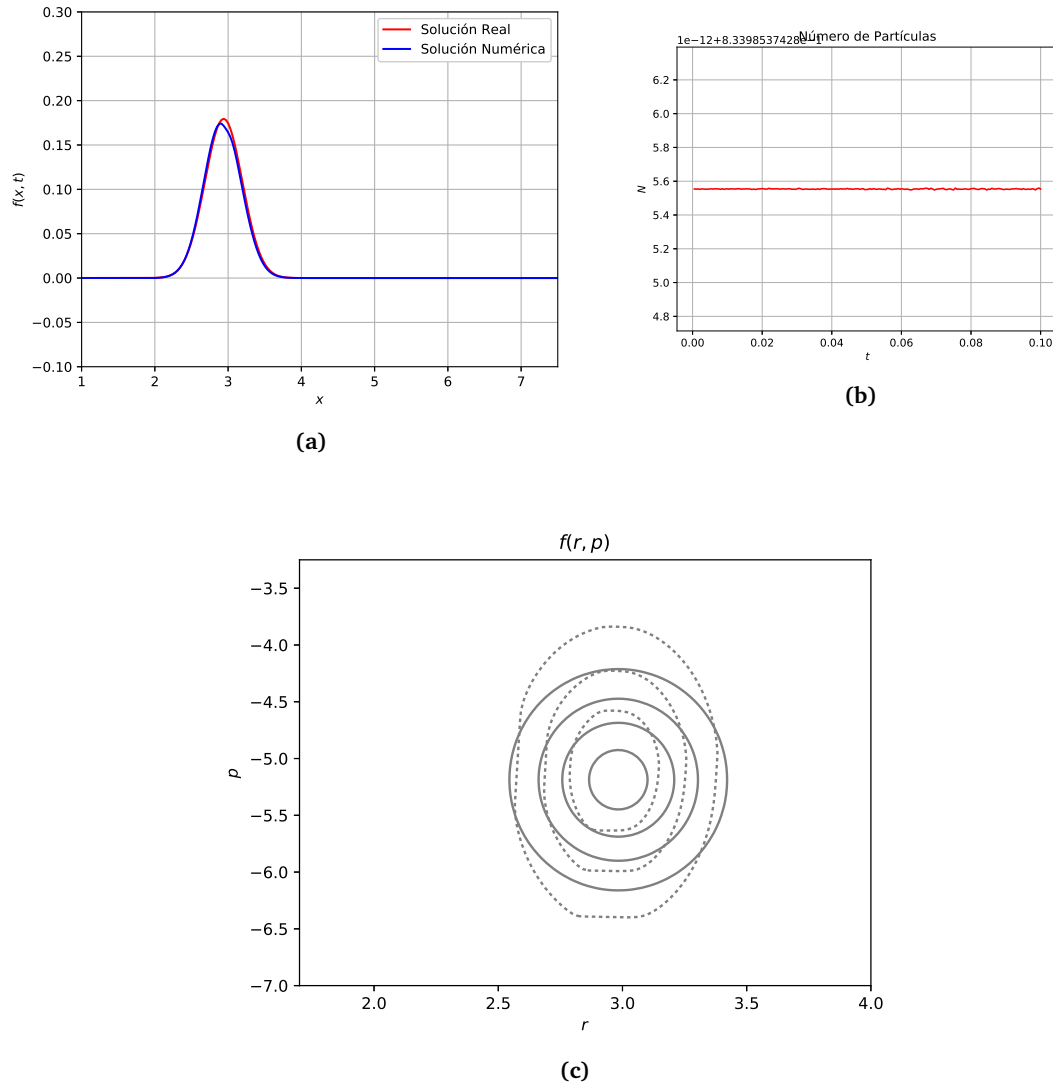 0.30
0.25
0.20
0.15
0.10
0.05
0.00
−0.05
−0.10
f(x, t)
Solución Real
Solución Numérica
1 2 3 4 5 6 7
x
(a)
1e−12+8.3398537428e−1
Número de Partículas
6.2
6.0
5.8
5.6
5.4
5.2
5.0
4.8
N
0.00 0.02 0.04 0.06 0.08 0.10
t
(b)
f(r, p)
−3.5
−4.0
−4.5
−5.0
−5.5
−6.0
−6.5
−7.0
p
2.0 2.5 3.0 3.5 4.0
r
(c)